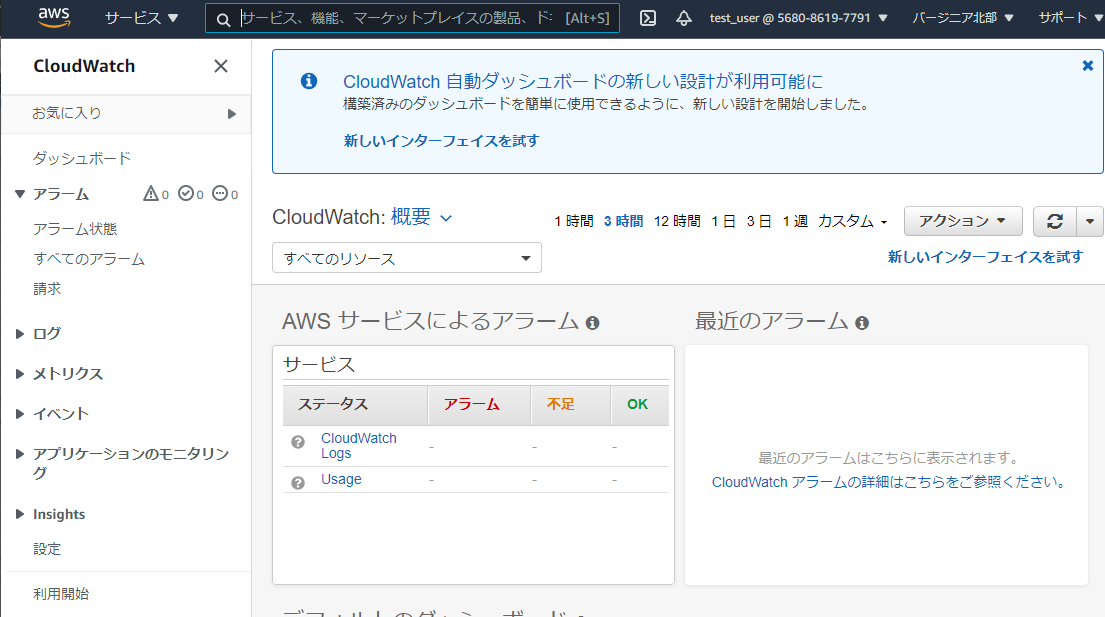 aws
サービス ▼
サービス、機能、マーケットプレイスの製品、ド [Alt+S]
test_user @ 5680-8619-7791 ▼
バージニア北部 ▼
サポート ▼
CloudWatch
お気に入り
ダッシュボード
アラーム 0 0 0
アラーム状態
すべてのアラーム
請求
ログ
メトリクス
イベント
アプリケーションのモニタリン
グ
Insights
設定
利用開始
CloudWatch 自動ダッシュボードの新しい設計が利用可能に
構築済みのダッシュボードを簡単に使用できるように、新しい設計を開始しました。
新しいインターフェイスを試す
CloudWatch: 概要
1 時間 3 時間 12 時間 1 日 3 日 1 週 カスタム
アクション
すべてのリソース
新しいインターフェイスを試す
AWS サービスによるアラーム
サービス
ステータス アラーム 不足 OK
CloudWatch - - -
Logs
Usage - - -
最近のアラーム
最近のアラームはこちらに表示されます。
CloudWatch アラームの詳細はこちらをご参照ください。